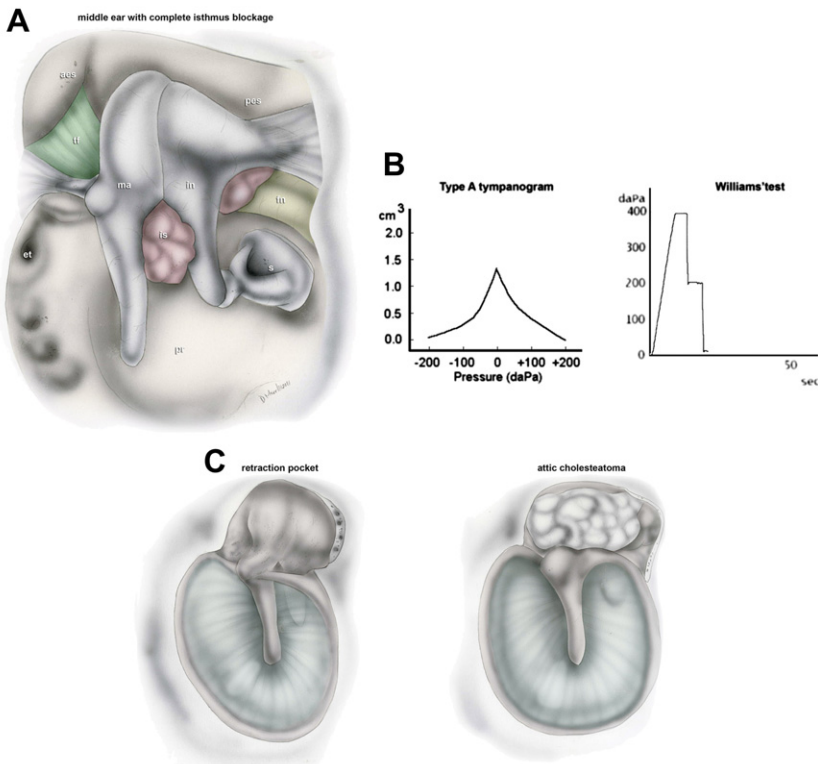 A
middle ear with complete isthmus blockage
aes
pes
tf
ma
in
is
s
et
pr
B
Type A tympanogram
cm3
2.0
1.5
1.0
0.5
0.0
-200 -100 0 +100 +200
Pressure (daPa)
Williams'test
daPa
400
300
200
100
0
50
sec
C
retraction pocket
attic cholesteatoma